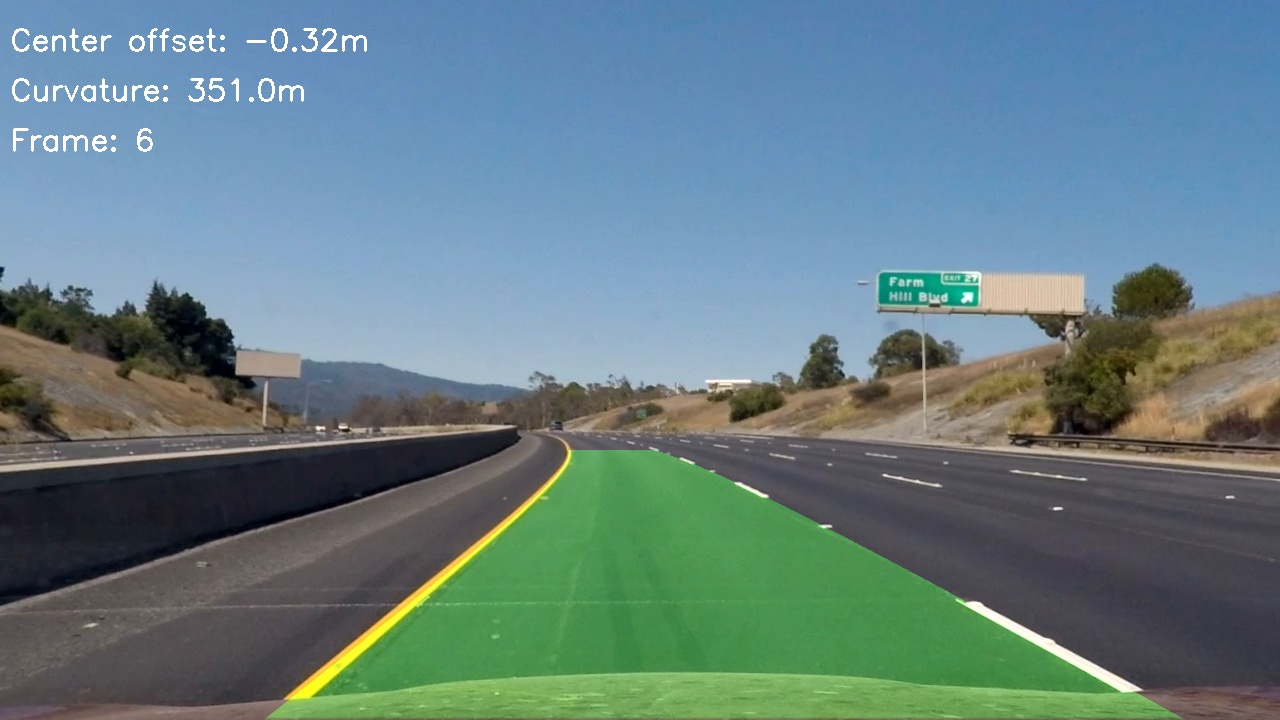 Center offset: -0.32m
Curvature: 351.0m
Frame: 6
EXIT 27
Farm
Hill Blvd